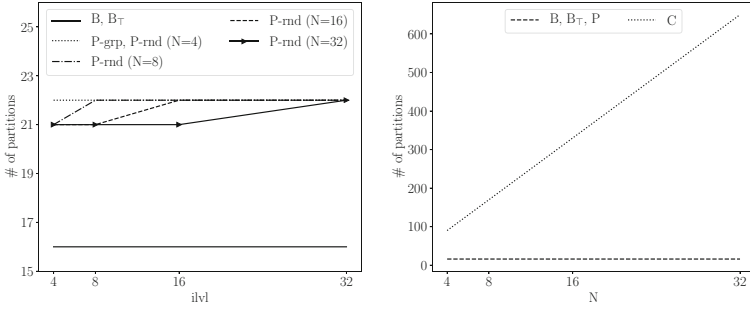 B, B⊤
P-grp, P-rnd (N=4)
P-rnd (N=8)
P-rnd (N=16)
P-rnd (N=32)
# of partitions
25
23
21
19
17
15
4
8
16
32
ilvl
B, B⊤, P
C
# of partitions
600
500
400
300
200
100
0
4
8
16
32
N